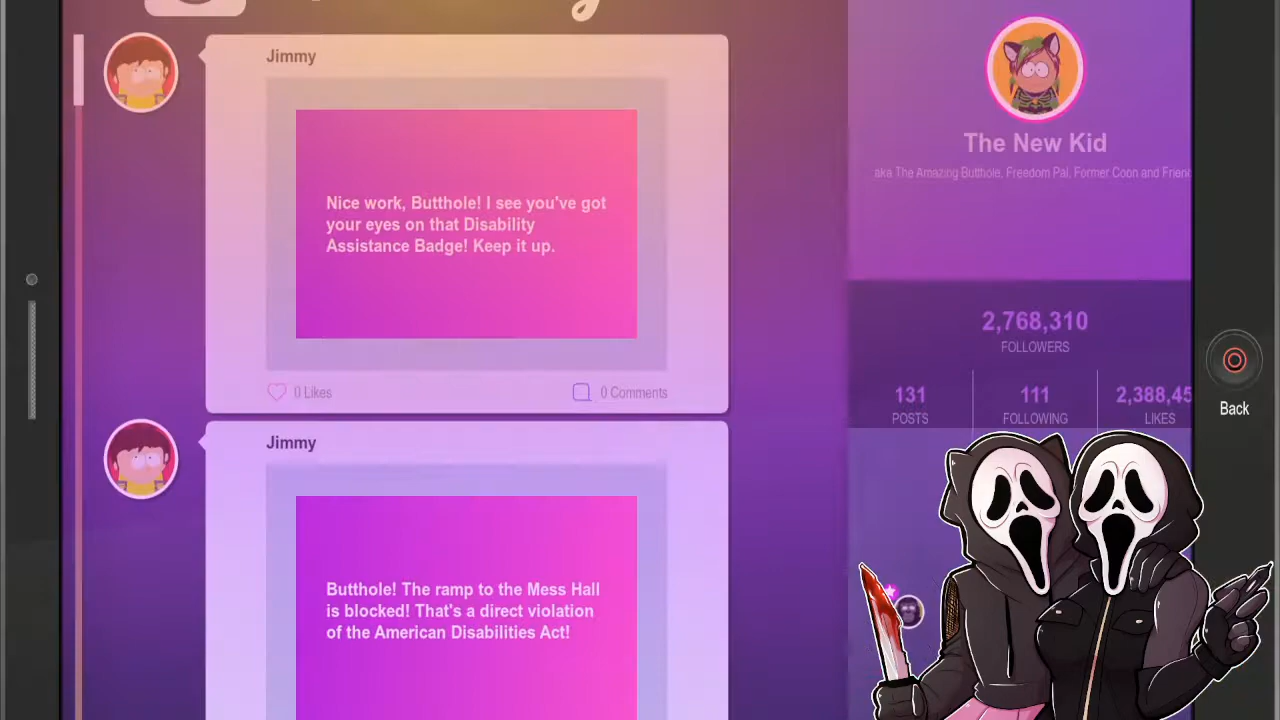 Jimmy
Nice work, Butthole! I see you've got
your eyes on that Disability
Assistance Badge! Keep it up.
0 Likes
0 Comments
Jimmy
Butthole! The ramp to the Mess Hall
is blocked! That's a direct violation
of the American Disabilities Act!
The New Kid
aka The Amazing Butthole, Freedom Pal, Former Coon and
2,768,310
FOLLOWERS
131
POSTS
111
FOLLOWING
2,388,45
LIKES
Back